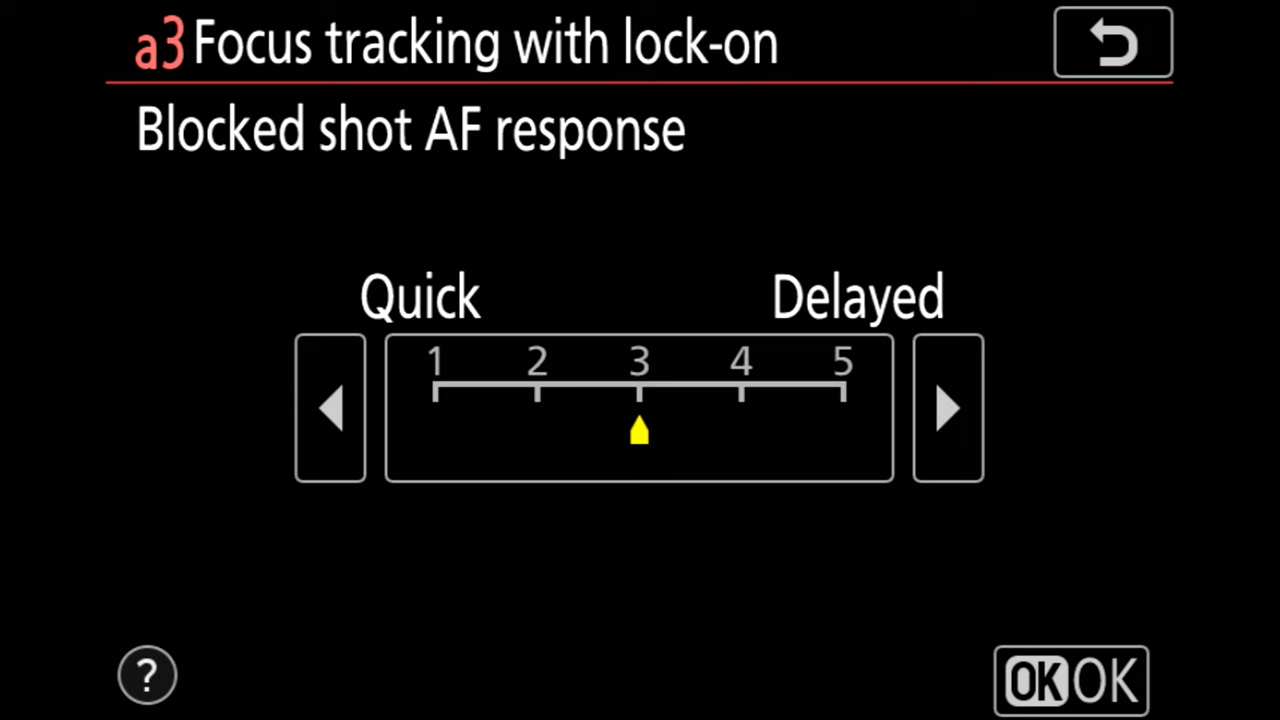 a3 Focus tracking with lock-on
Blocked shot AF response
Quick Delayed
1 2 3 4 5
? OK OK